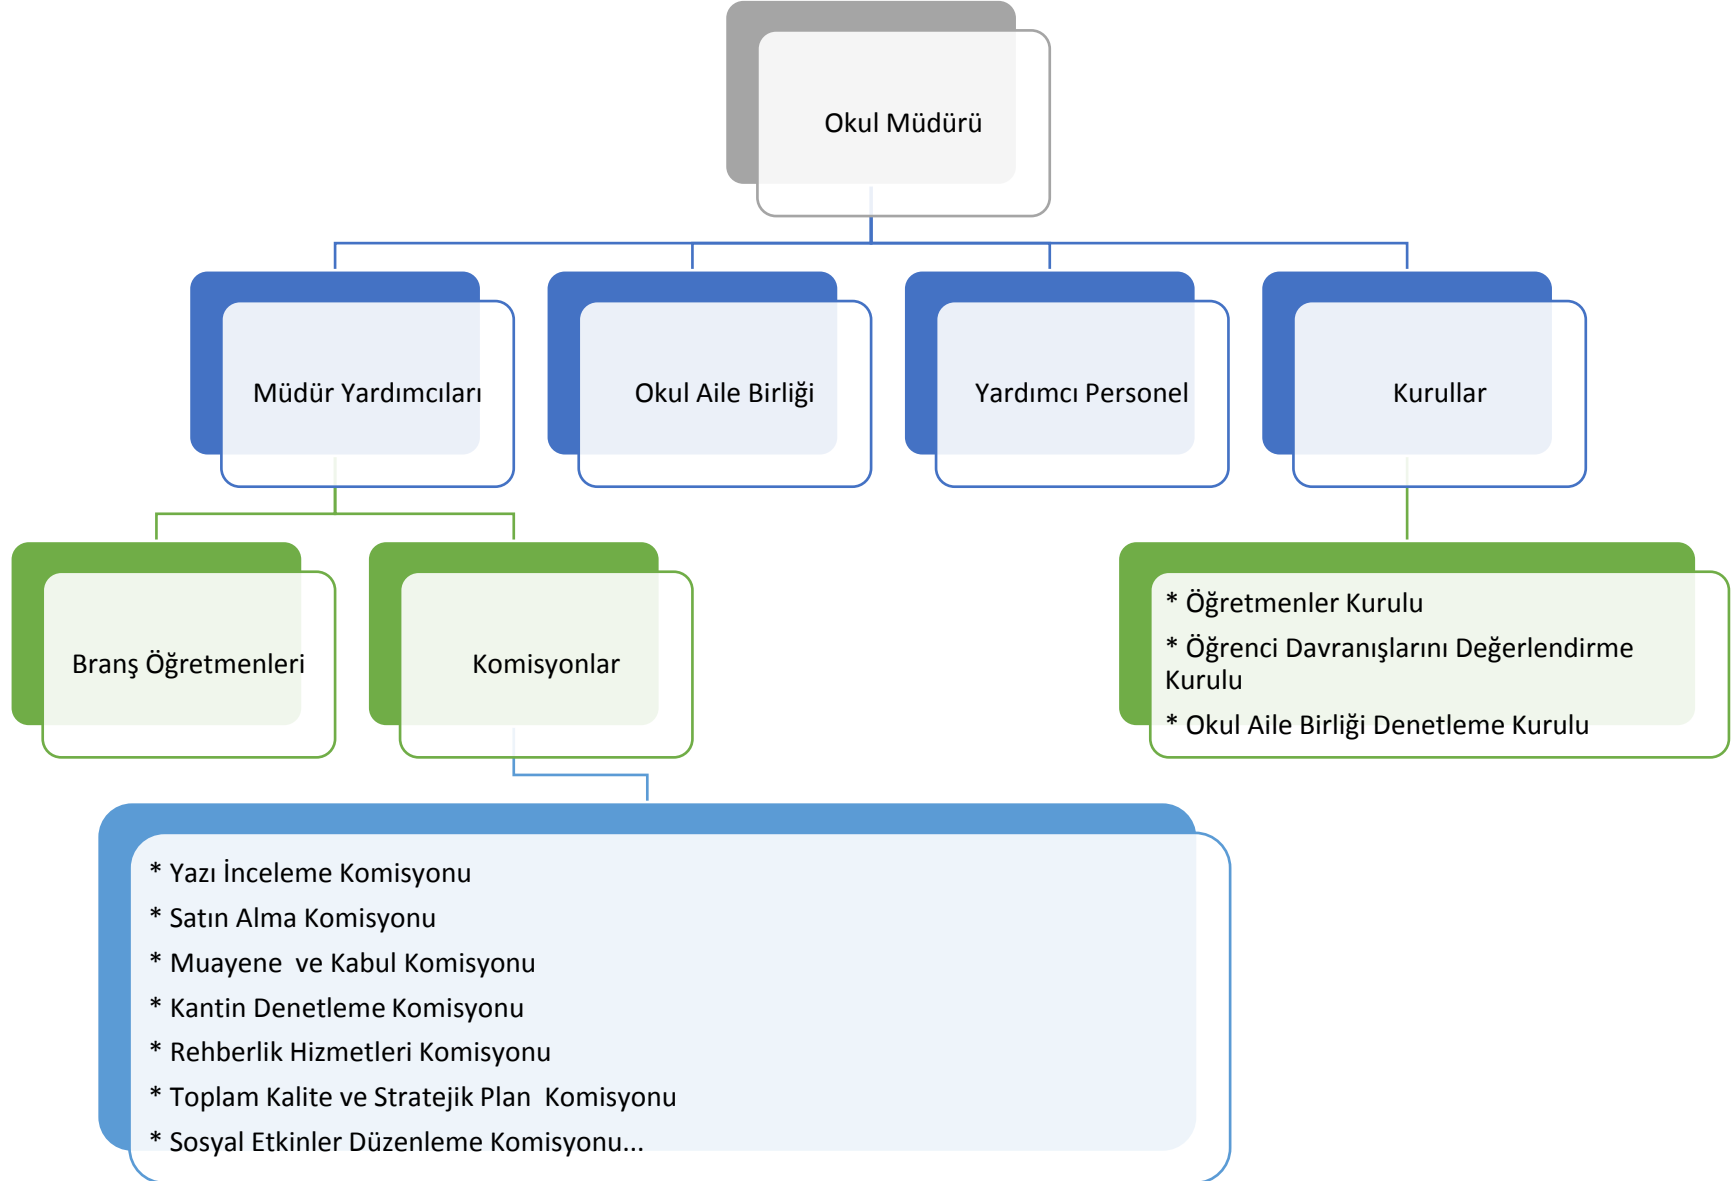 Okul Müdürü
Müdür Yardımcıları
Okul Aile Birliği
Yardımcı Personel
Kurullar
Branş Öğretmenleri
Komisyonlar
* Öğretmenler Kurulu
* Öğrenci Davranışlarını Değerlendirme
Kurulu
* Okul Aile Birliği Denetleme Kurulu
* Yazı İnceleme Komisyonu
* Satın Alma Komisyonu
* Muayene  ve Kabul Komisyonu
* Kantin Denetleme Komisyonu
* Rehberlik Hizmetleri Komisyonu
* Toplam Kalite ve Stratejik Plan  Komisyonu
* Sosyal Etkinler Düzenleme Komisyonu...